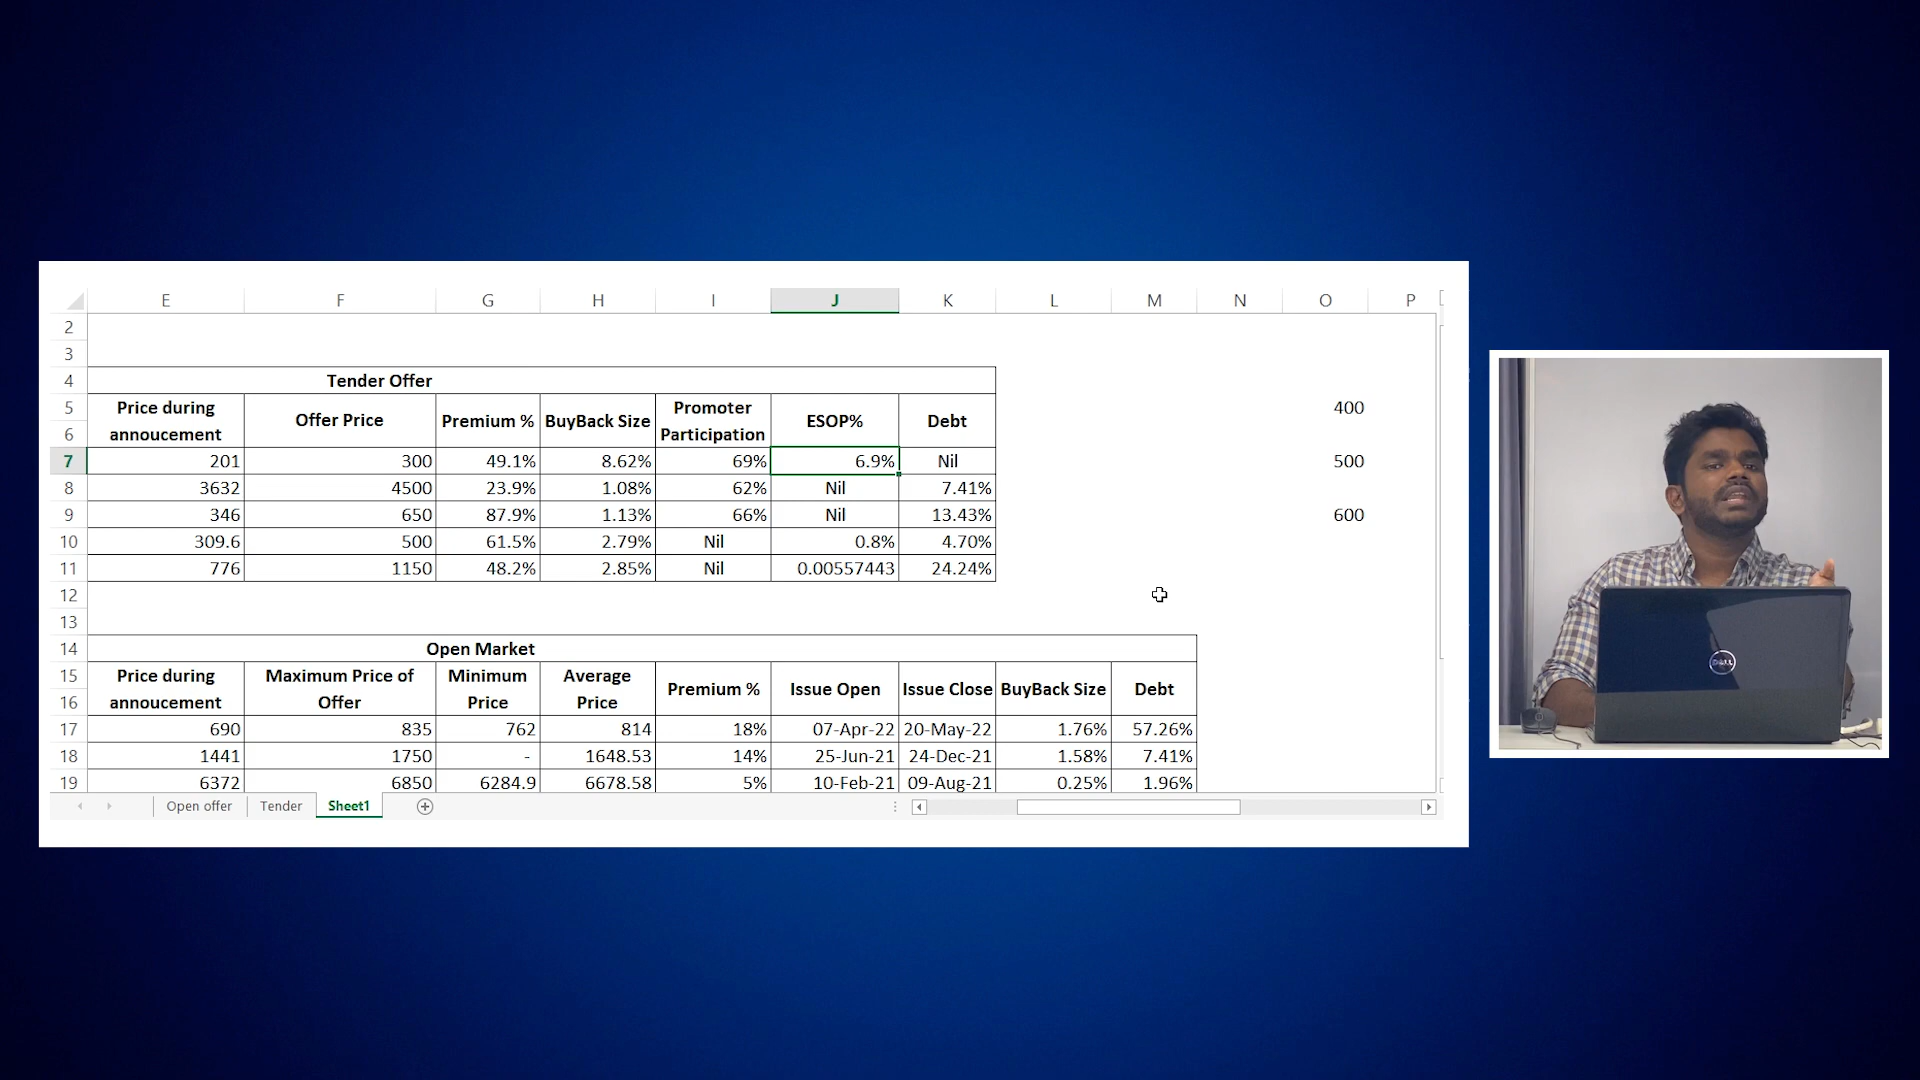 E F G H I J K L M N O P
2
3
4 Tender Offer
5 Price during Offer Price Premium % BuyBack Size Promoter ESOP% Debt 400
6 annoucement Participation
7 201 300 49.1% 8.62% 69% 6.9% Nil 500
8 3632 4500 23.9% 1.08% 62% Nil 7.41%
9 346 650 87.9% 1.13% 66% Nil 13.43% 600
10 309.6 500 61.5% 2.79% Nil 0.8% 4.70%
11 776 1150 48.2% 2.85% Nil 0.00557443 24.24%
12
13
14 Open Market
15 Price during Maximum Price of Minimum Average Premium % Issue Open Issue Close BuyBack Size Debt
16 annoucement Offer Price Price
17 690 835 762 814 18% 07-Apr-22 20-May-22 1.76% 57.26%
18 1441 1750 - 1648.53 14% 25-Jun-21 24-Dec-21 1.58% 7.41%
19 6372 6850 6284.9 6678.58 5% 10-Feb-21 09-Aug-21 0.25% 1.96%
Open offer Tender Sheet1
DELL